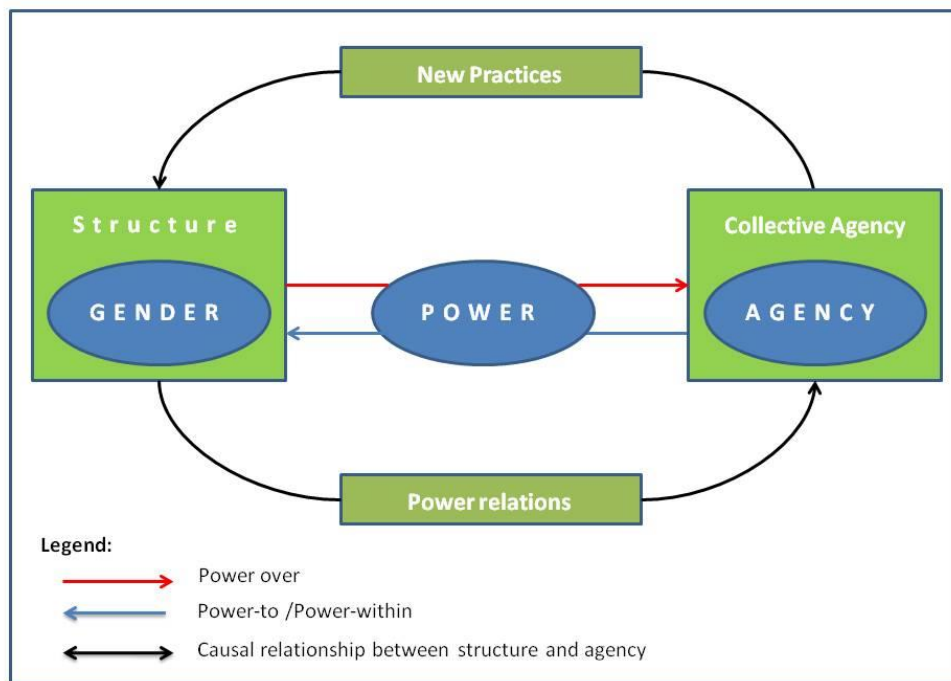 New Practices
Structure
Collective Agency
GENDER
POWER
AGENCY
Power relations
Legend:
Power over
Power-to /Power-within
Causal relationship between structure and agency